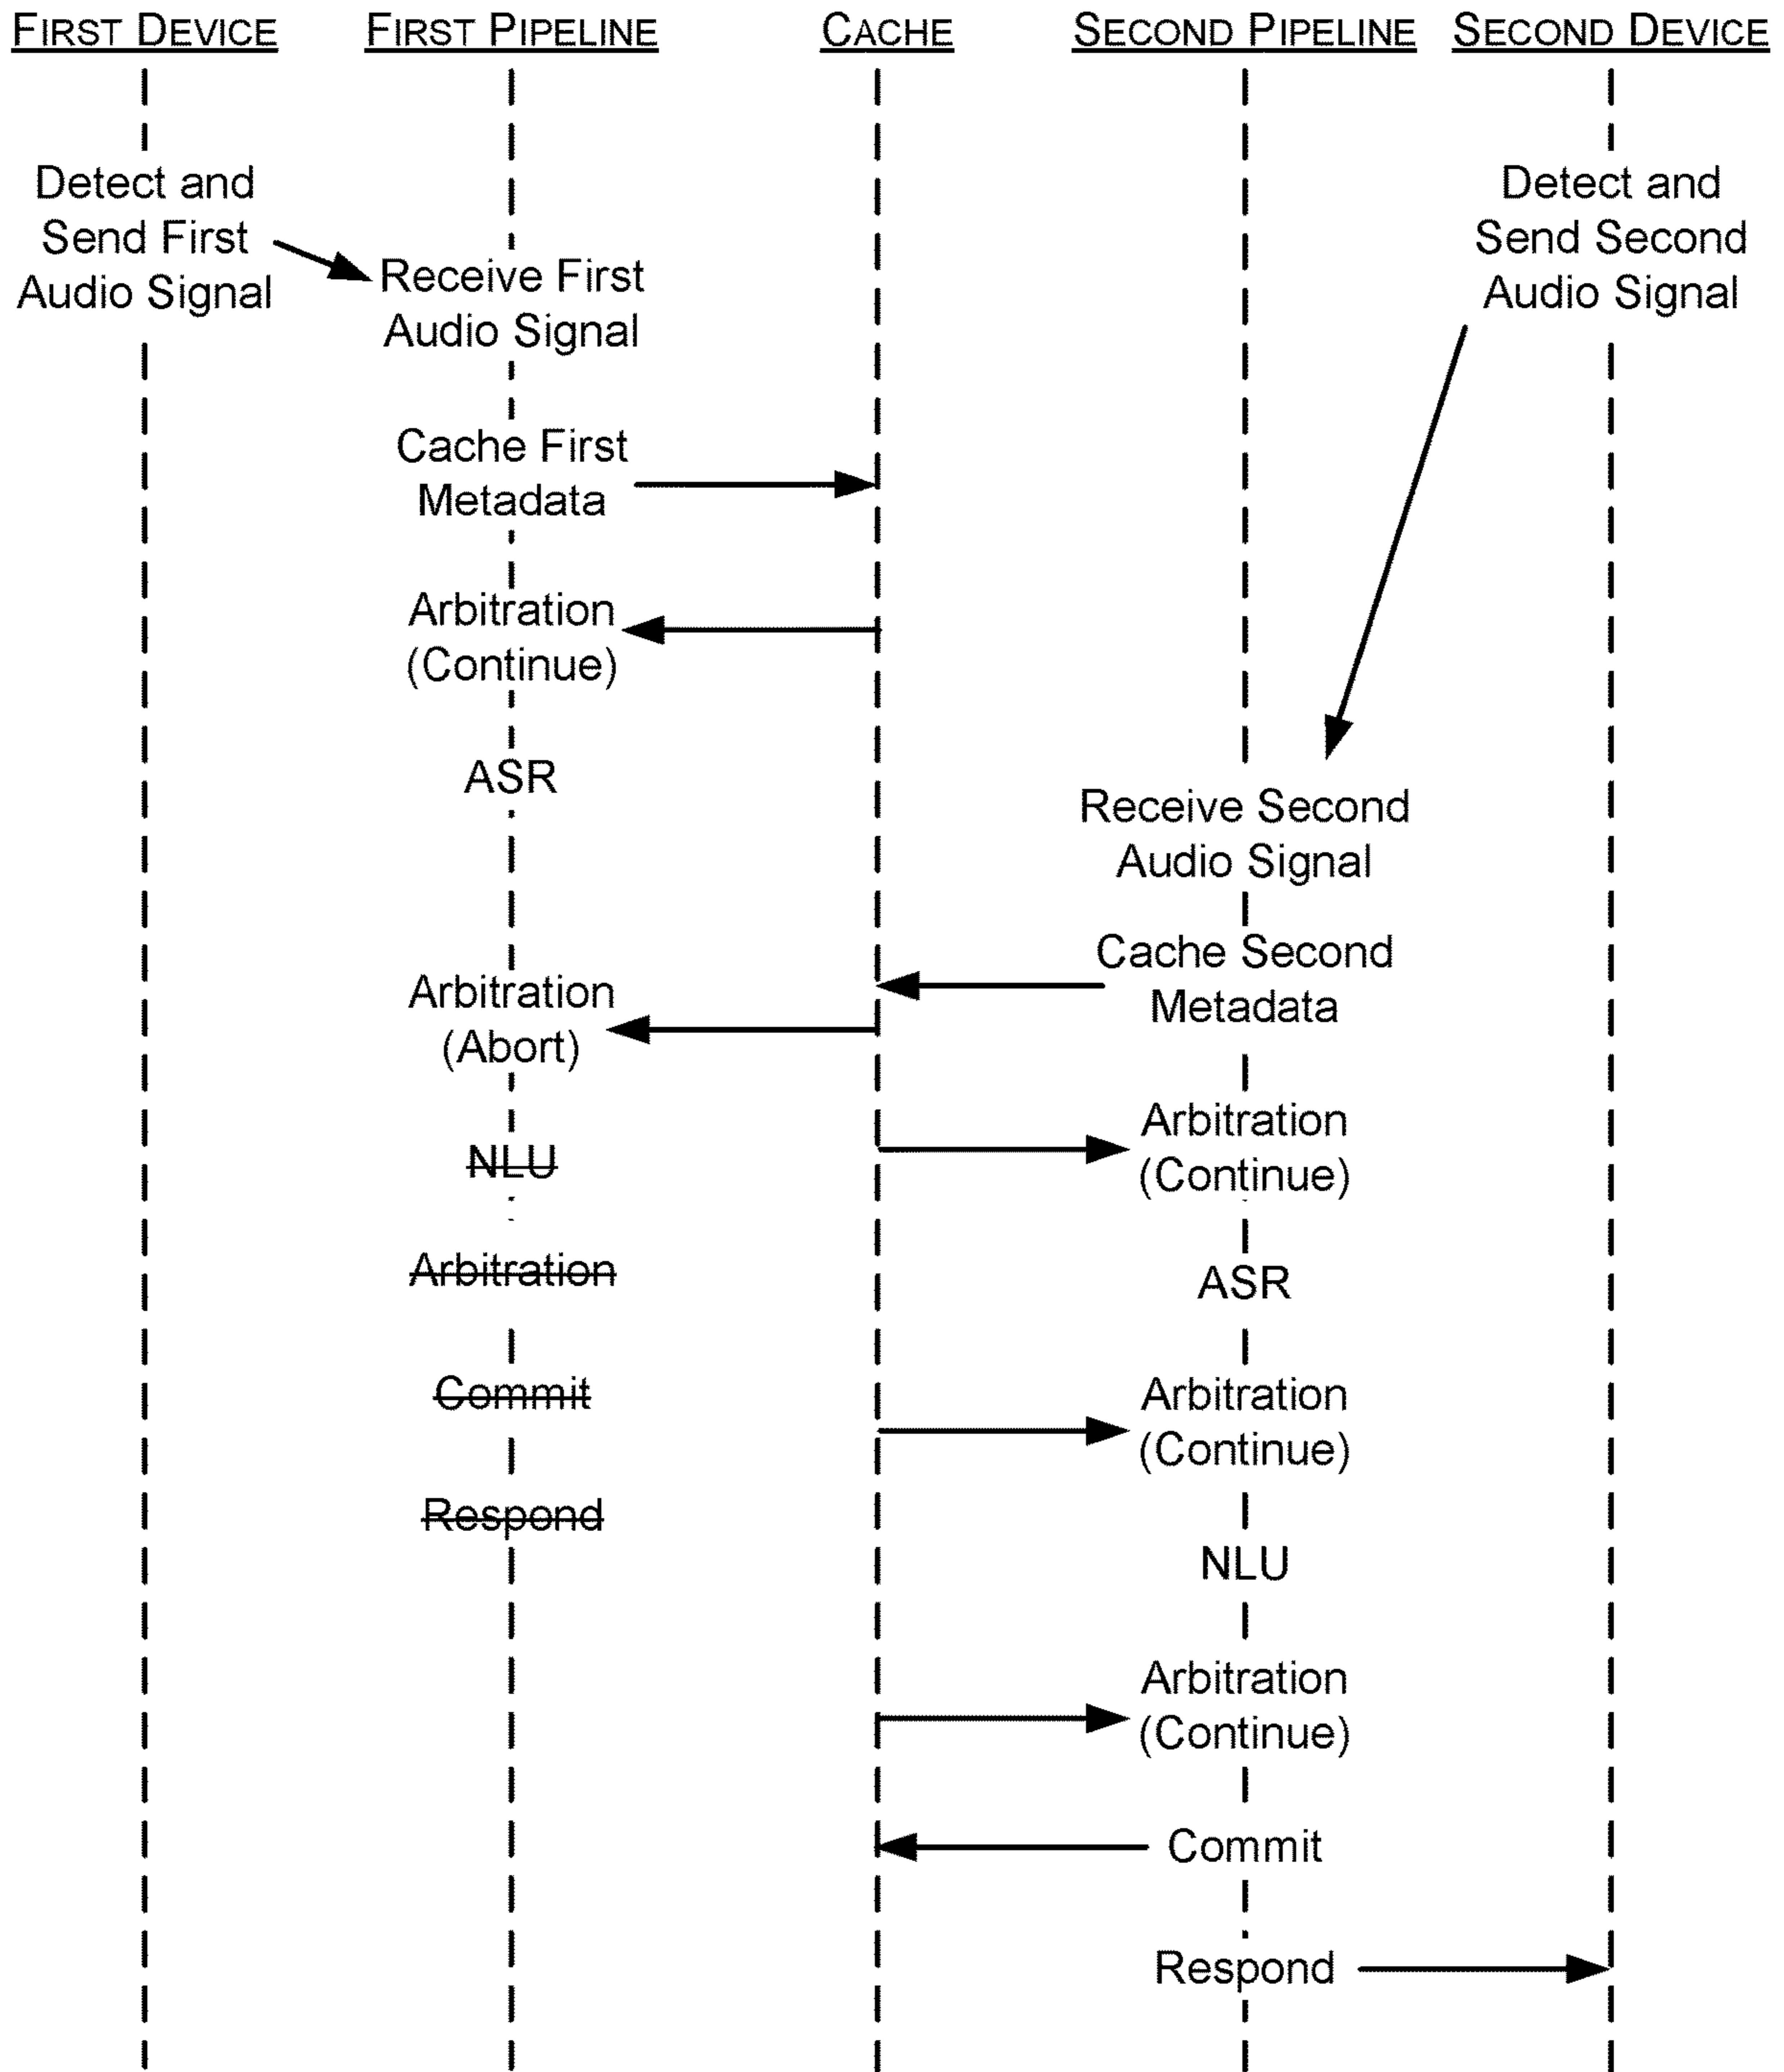 FIRST DEVICE
FIRST PIPELINE
CACHE
SECOND PIPELINE
SECOND DEVICE
Detect and
Send First
Audio Signal
Detect and
Send Second
Audio Signal
Receive First
Audio Signal
Cache First
Metadata
Arbitration
(Continue)
ASR
Receive Second
Audio Signal
Cache Second
Metadata
Arbitration
(Abort)
Arbitration
(Continue)
NLU
Arbitration
ASR
Commit
Arbitration
(Continue)
Respond
NLU
Arbitration
(Continue)
Commit
Respond